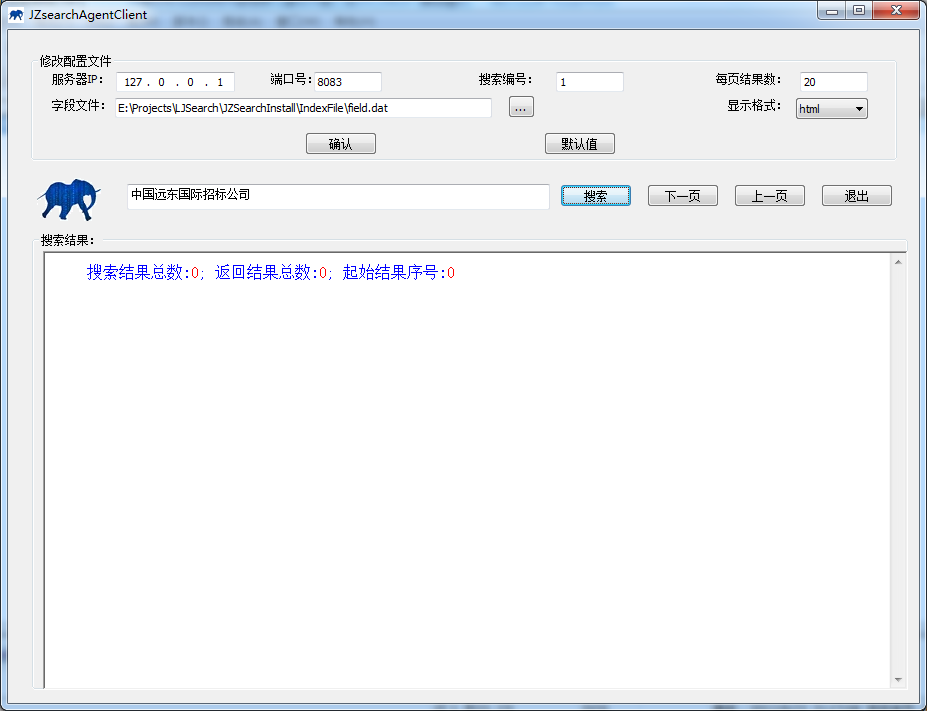 JZsearchAgentClient
修改配置文件
服务器IP: 127 . 0 . 0 . 1 端口号: 8083 搜索编号: 1 每页结果数: 20
字段文件: E:\Projects\LJSearch\JZSearchInstall\IndexFile\field.dat ... 显示格式: html
确认 默认值
中国远东国际招标公司 搜索 下一页 上一页 退出
搜索结果:
搜索结果总数:0; 返回结果总数:0; 起始结果序号:0